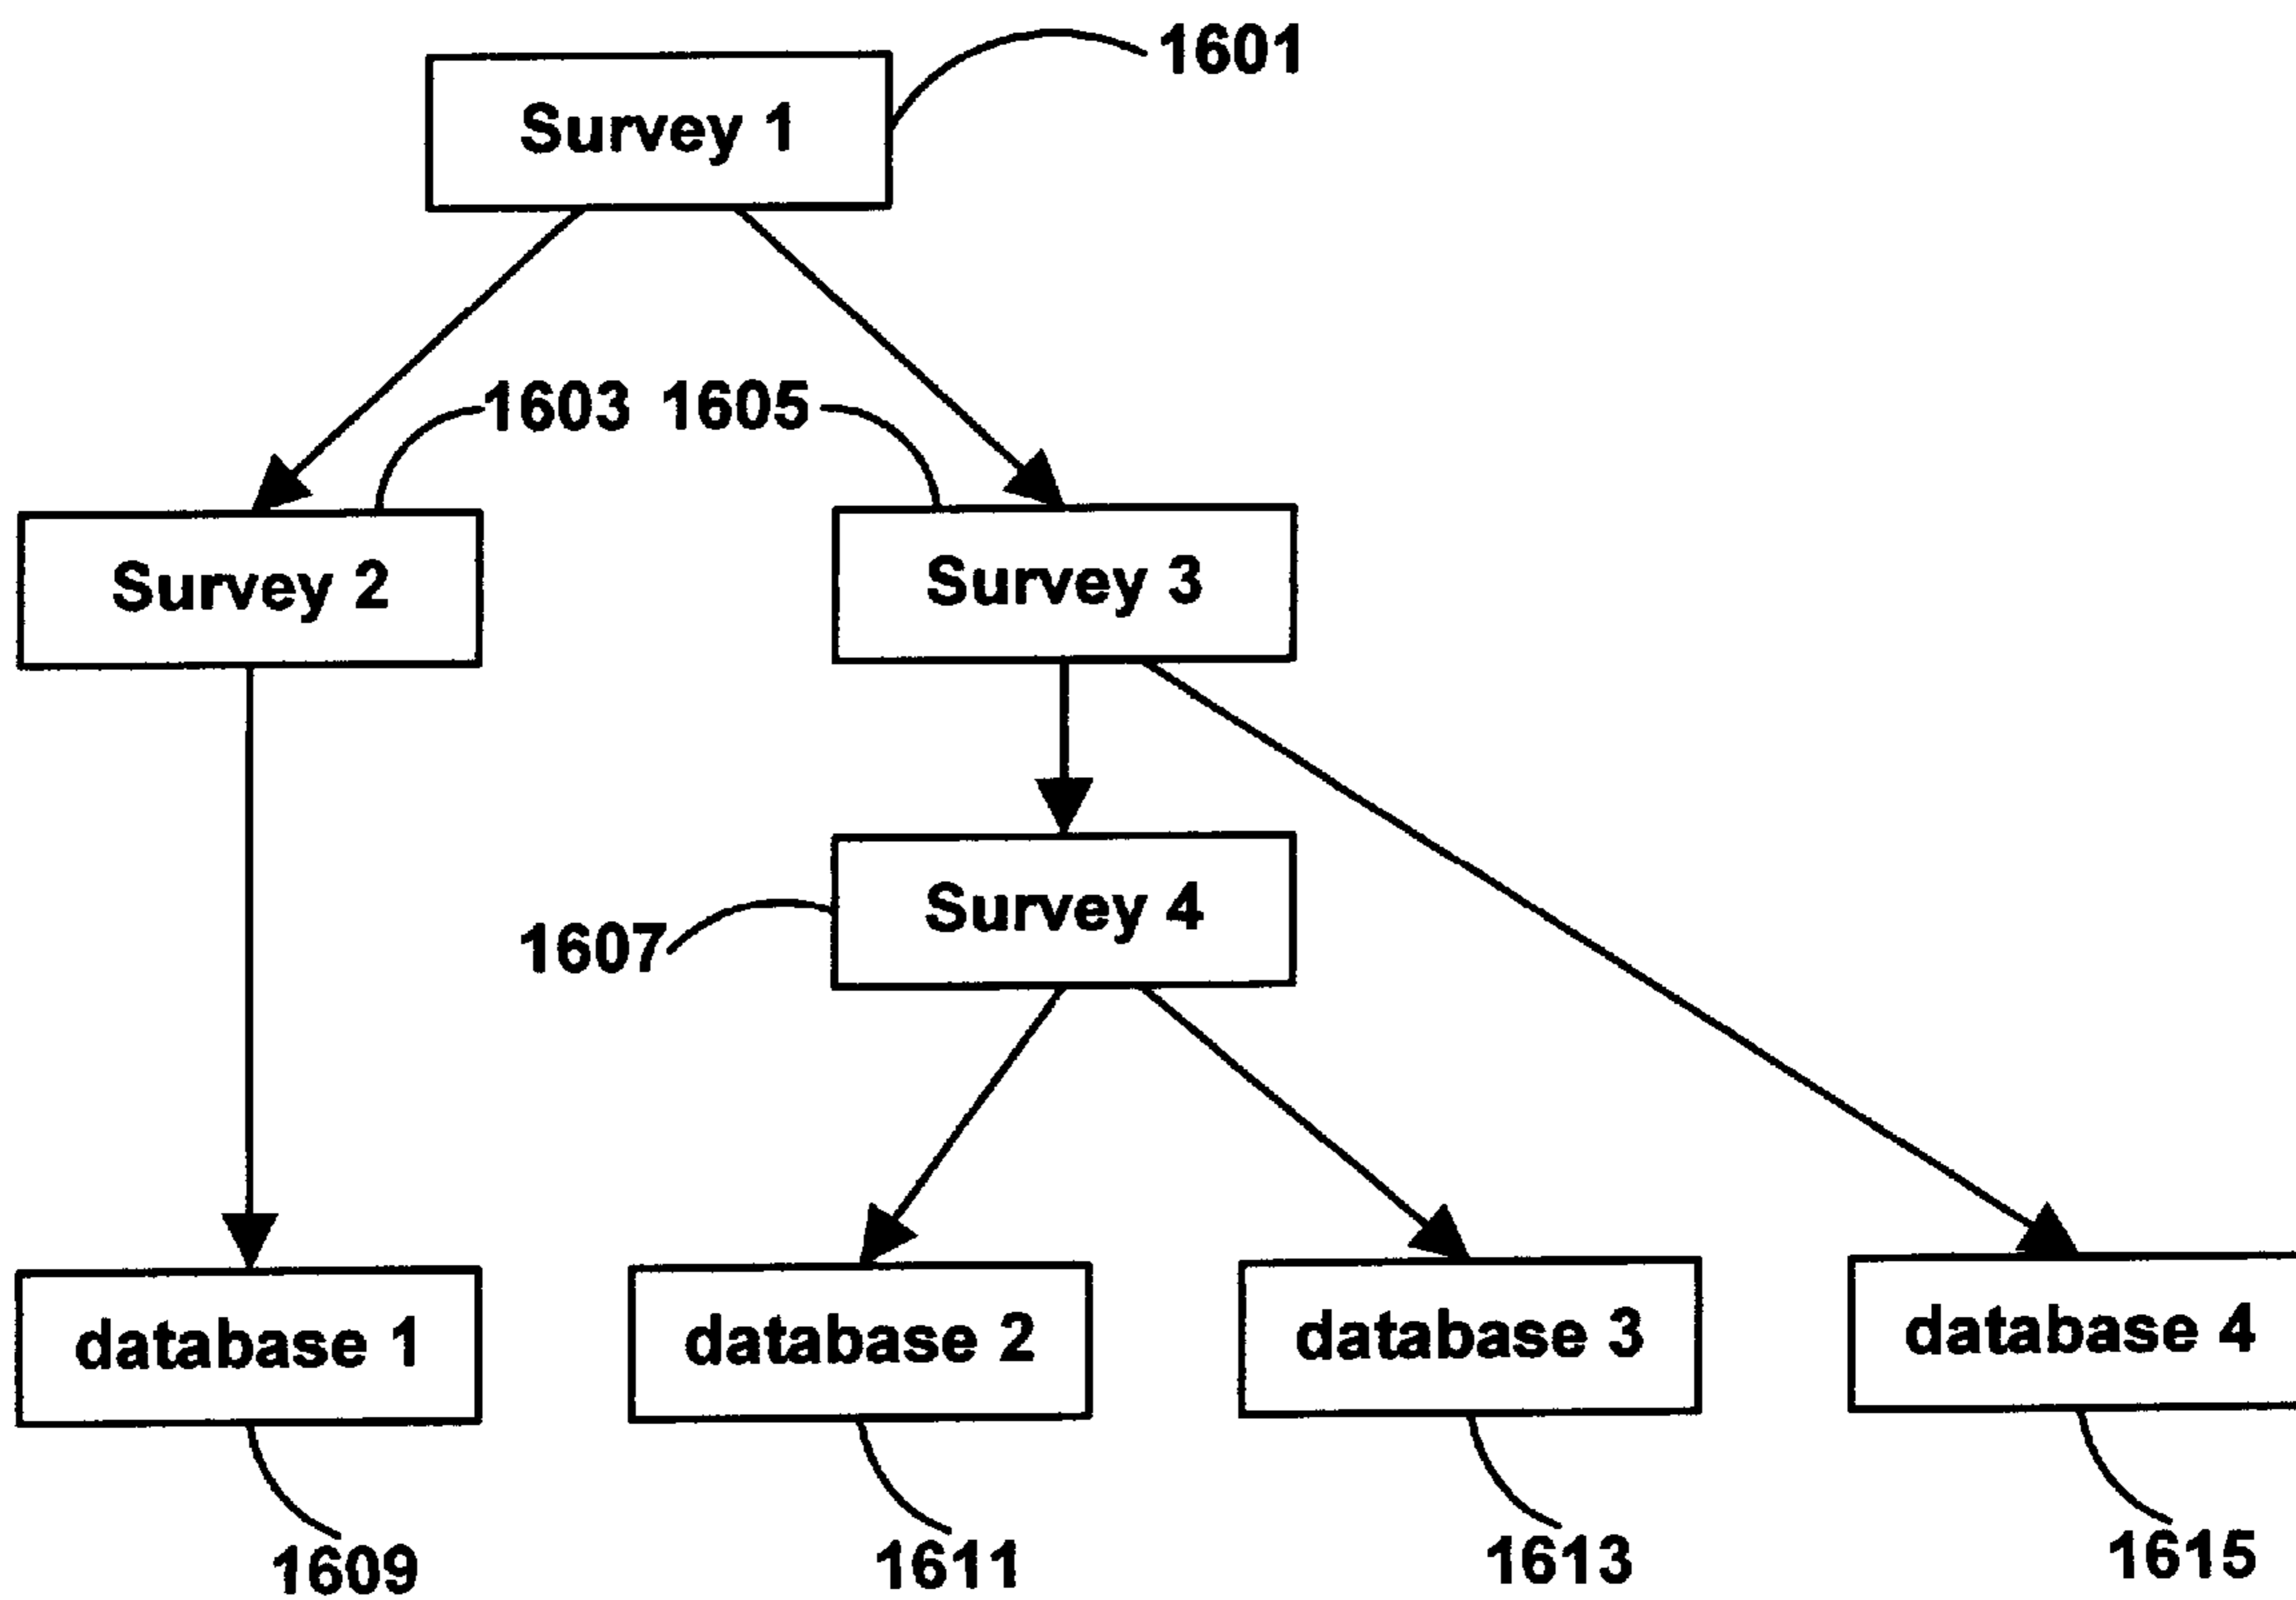 1601
Survey 1
1603 1605
Survey 2
Survey 3
Survey 4
1607
database 1
database 2
database 3
database 4
1609
1611
1613
1615